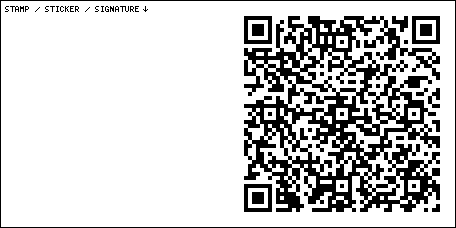 STAMP / STICKER / SIGNATURE ↓